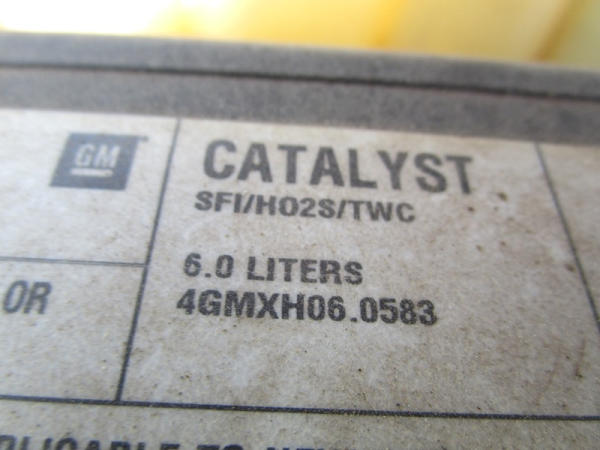 GM
CATALYST
SFI/HO2S/TWC
6.0 LITERS
4GMXH06.0583
OR